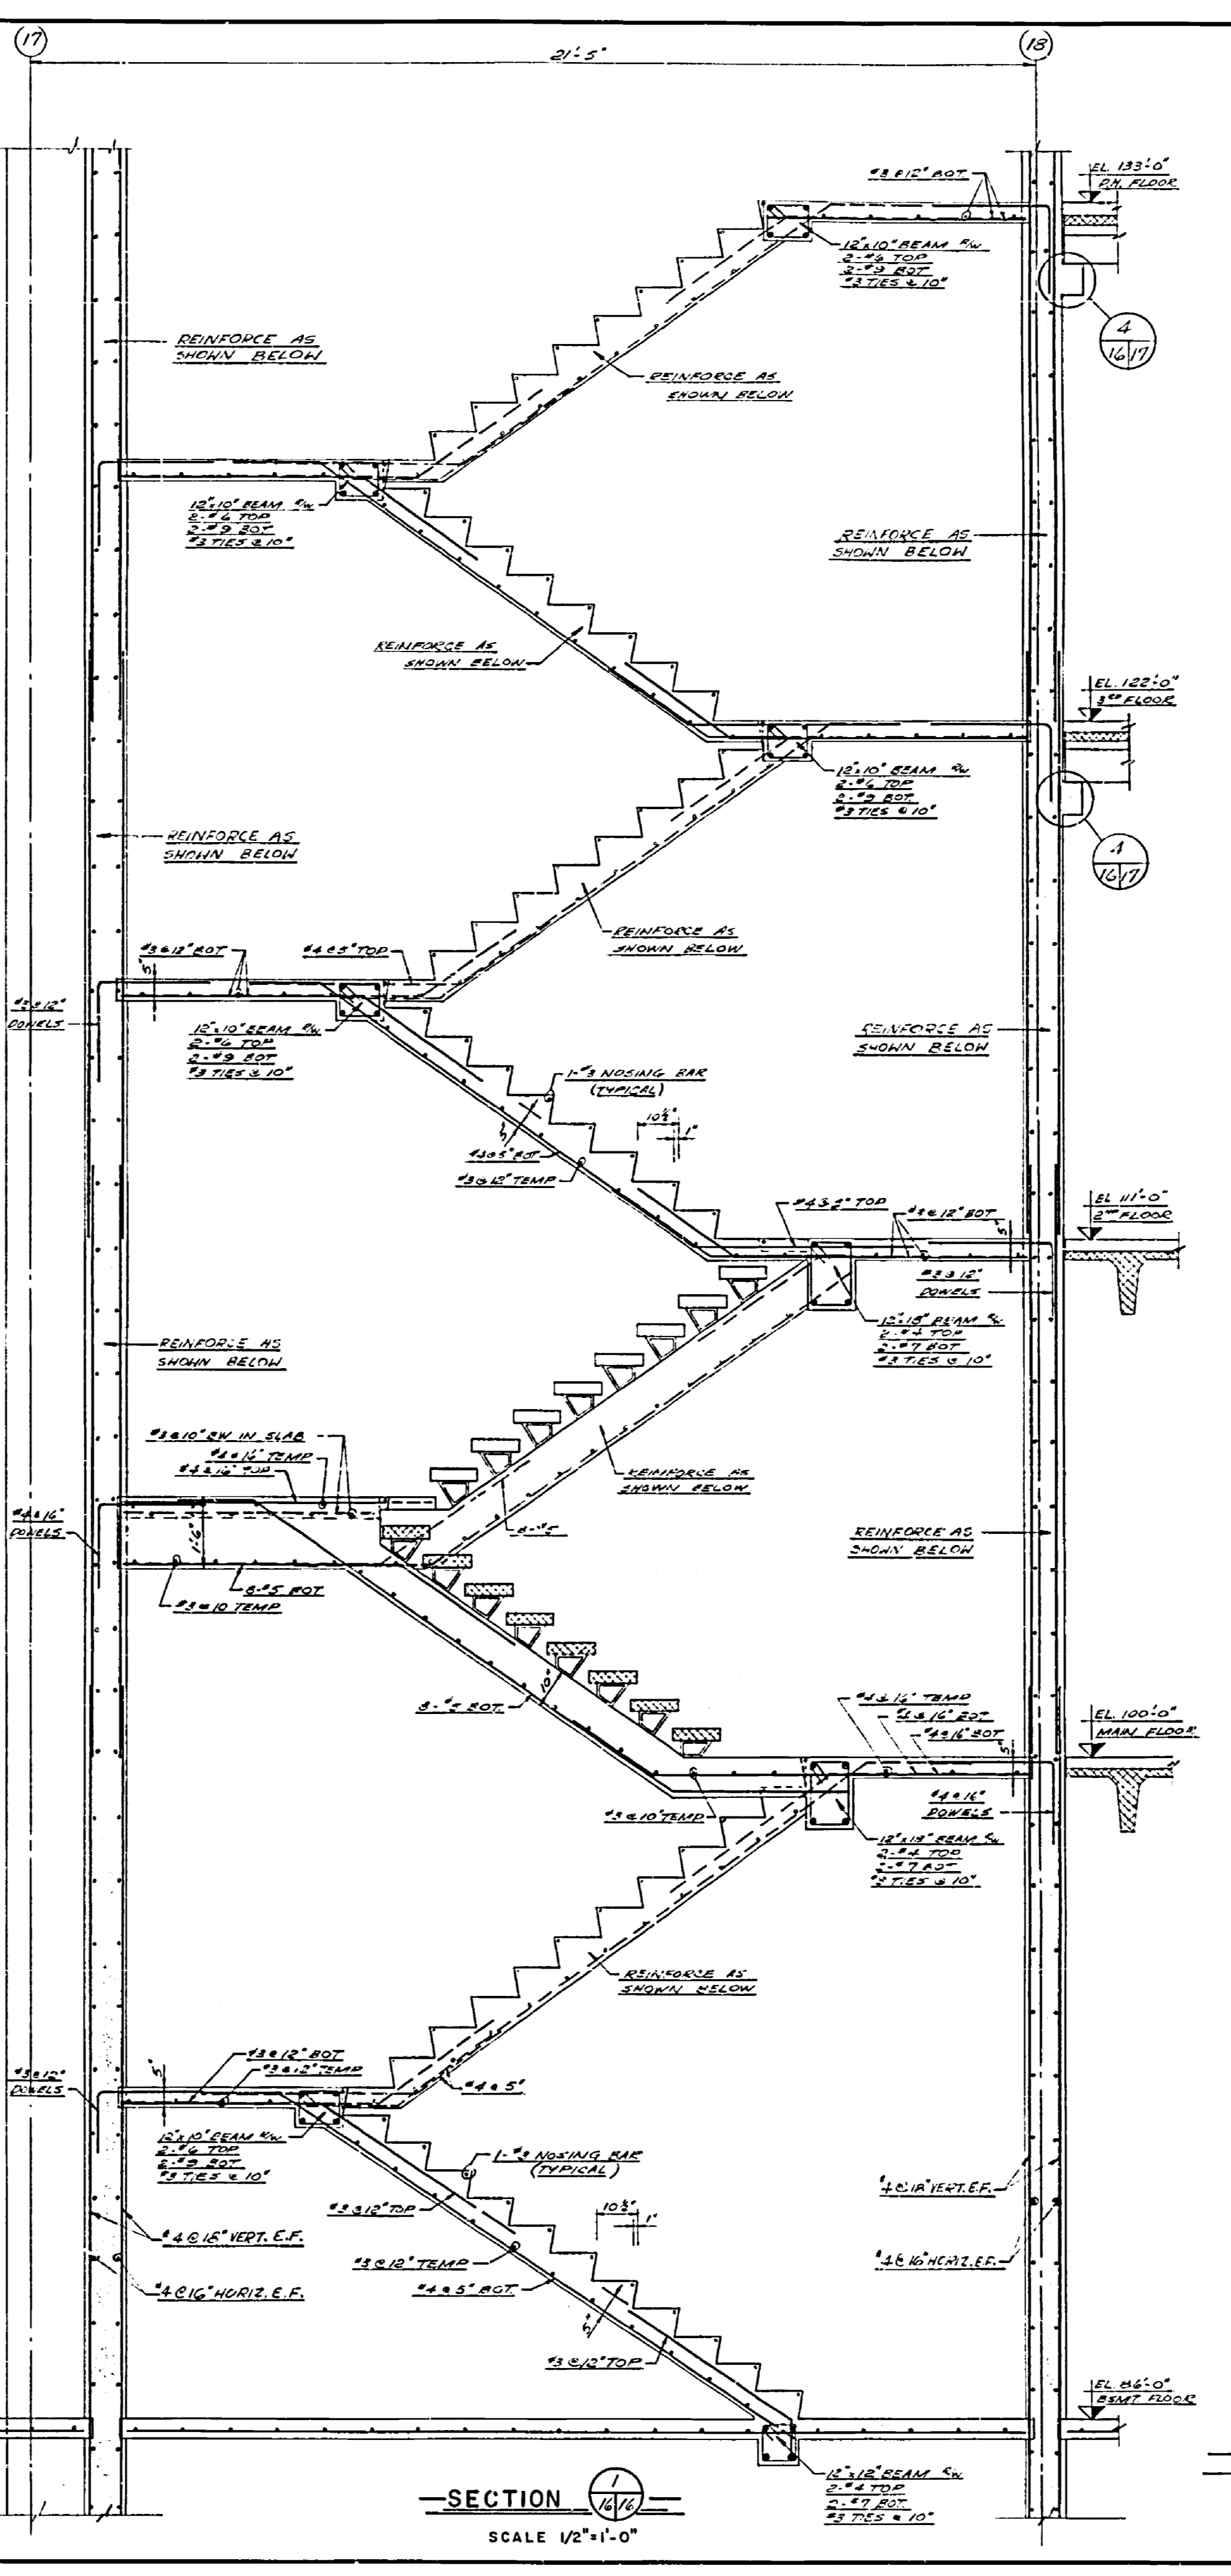 17
21'-5"
18
#3@12" BOT
EL. 133'-0"
P.H. FLOOR
12"x10" BEAM R/W
2-#6 TOP
2-#9 BOT
#3 TIES @ 10"
4
16 17
REINFORCE AS
SHOWN BELOW
REINFORCE AS
SHOWN BELOW
12"x10" BEAM R/W
2-#6 TOP
2-#9 BOT
#3 TIES @ 10"
REINFORCE AS
SHOWN BELOW
REINFORCE AS
SHOWN BELOW
EL. 122'-0"
3RD FLOOR
12"x10" BEAM R/W
2-#6 TOP
2-#9 BOT
#3 TIES @ 10"
4
16 17
REINFORCE AS
SHOWN BELOW
REINFORCE AS
SHOWN BELOW
#3@12" BOT
5"
#4@5" TOP
#3@12"
DOWELS
12"x10" BEAM R/W
2-#6 TOP
2-#9 BOT
#3 TIES @ 10"
REINFORCE AS
SHOWN BELOW
1-#3 NOSING BAR
(TYPICAL)
10½"
1"
5"
#4@5" BOT
#3@12" TEMP
#3@12" BOT
5"
EL. 111'-0"
2ND FLOOR
#3@12"
DOWELS
12"x18" BEAM R/W
2-#4 TOP
2-#7 BOT
#3 TIES @ 10"
REINFORCE AS
SHOWN BELOW
#3@10" EW IN SLAB
#4@16" TEMP
#4@16" TOP
REINFORCE AS
SHOWN BELOW
8-#5
#4@16"
DOWELS
1'-6"
REINFORCE AS
SHOWN BELOW
8-#5 BOT
#3@10 TEMP
10"
8-#5 BOT
#4@16" TEMP
#4@16" BOT
#4@16" BOT
5"
EL. 100'-0"
MAIN FLOOR
#3@10 TEMP
#4@16"
DOWELS
12"x18" BEAM R/W
2-#4 TOP
2-#7 BOT
#3 TIES @ 10"
REINFORCE AS
SHOWN BELOW
#3@12" BOT
#3@12" TEMP
5"
#3@12"
DOWELS
#4@5"
12"x10" BEAM R/W
2-#6 TOP
2-#9 BOT
#3 TIES @ 10"
1-#3 NOSING BAR
(TYPICAL)
#3@12" TOP
10½"
1"
#4@18" VERT. E.F.
#4@18" VERT. E.F.
#3@12" TEMP
#4@5" BOT
#4@16" HORIZ. E.F.
#4@16" HORIZ. E.F.
5"
#3@12" TOP
EL. 86'-0"
BSMT FLOOR
12"x12" BEAM R/W
2-#4 TOP
2-#7 BOT
#3 TIES @ 10"
SECTION
1
16 16
SCALE 1/2"=1'-0"